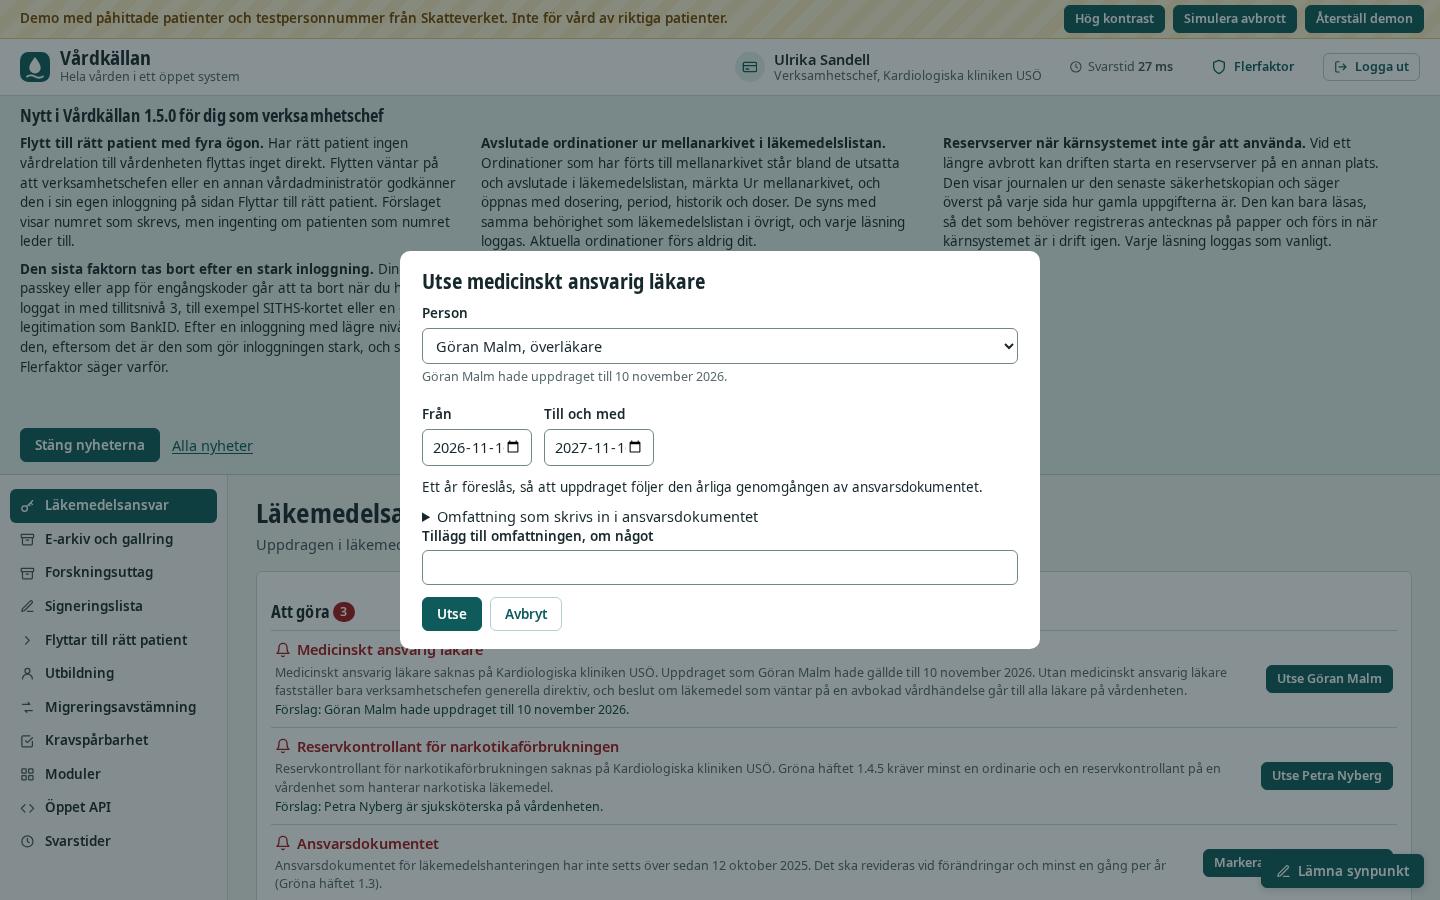 Demo med påhittade patienter och testpersonnummer från Skatteverket. Inte för vård av riktiga patienter.
Hög kontrast
Simulera avbrott
Återställ demon
Vårdkällan
Hela vården i ett öppet system
Ulrika Sandell
Verksamhetschef, Kardiologiska kliniken USÖ
Svarstid 27 ms
Flerfaktor
Logga ut
Nytt i Vårdkällan 1.5.0 för dig som verksamhetschef
Flytt till rätt patient med fyra ögon. Har rätt patient ingen
vårdrelation till vårdenheten flyttas inget direkt. Flytten väntar på
att verksamhetschefen eller en annan vårdadministratör godkänner
den i sin egen inloggning på sidan Flyttar till rätt patient. Förslaget
visar numret som skrevs, men ingenting om patienten som numret
leder till.
Den sista faktorn tas bort efter en stark inloggning. Din
passkey eller app för engångskoder går att ta bort när du h
loggat in med tillitsnivå 3, till exempel SITHS-kortet eller en
legitimation som BankID. Efter en inloggning med lägre nivå
den, eftersom det är den som gör inloggningen stark, och s
Flerfaktor säger varför.
Avslutade ordinationer ur mellanarkivet i läkemedelslistan.
Ordinationer som har förts till mellanarkivet står bland de utsatta
och avslutade i läkemedelslistan, märkta Ur mellanarkivet, och
öppnas med dosering, period, historik och doser. De syns med
samma behörighet som läkemedelslistan i övrigt, och varje läsning
loggas. Aktuella ordinationer förs aldrig dit.
Reservserver när kärnsystemet inte går att använda. Vid ett
längre avbrott kan driften starta en reservserver på en annan plats.
Den visar journalen ur den senaste säkerhetskopian och säger
överst på varje sida hur gamla uppgifterna är. Den kan bara läsas,
så det som behöver registreras antecknas på papper och förs in när
kärnsystemet är i drift igen. Varje läsning loggas som vanligt.
Stäng nyheterna
Alla nyheter
Utse medicinskt ansvarig läkare
Person
Göran Malm, överläkare
Göran Malm hade uppdraget till 10 november 2026.
Från
Till och med
2026-11-1
2027-11-1
Ett år föreslås, så att uppdraget följer den årliga genomgången av ansvarsdokumentet.
Omfattning som skrivs in i ansvarsdokumentet
Tillägg till omfattningen, om något
Utse
Avbryt
Läkemedelsansvar
E-arkiv och gallring
Forskningsuttag
Signeringslista
Flyttar till rätt patient
Utbildning
Migreringsavstämning
Kravspårbarhet
Moduler
Öppet API
Svarstider
Läkemedelsa
Uppdragen i läkemed
Att göra 3
Medicinskt ansvarig läkare
Medicinskt ansvarig läkare saknas på Kardiologiska kliniken USÖ. Uppdraget som Göran Malm hade gällde till 10 november 2026. Utan medicinskt ansvarig läkare
fastställer bara verksamhetschefen generella direktiv, och beslut om läkemedel som väntar på en avbokad vårdhändelse går till alla läkare på vårdenheten.
Förslag: Göran Malm hade uppdraget till 10 november 2026.
Utse Göran Malm
Reservkontrollant för narkotikaförbrukningen
Reservkontrollant för narkotikaförbrukningen saknas på Kardiologiska kliniken USÖ. Gröna häftet 1.4.5 kräver minst en ordinarie och en reservkontrollant på en
vårdenhet som hanterar narkotiska läkemedel.
Förslag: Petra Nyberg är sjuksköterska på vårdenheten.
Utse Petra Nyberg
Ansvarsdokumentet
Ansvarsdokumentet för läkemedelshanteringen har inte setts över sedan 12 oktober 2025. Det ska revideras vid förändringar och minst en gång per år
(Gröna häftet 1.3).
Markera
Lämna synpunkt